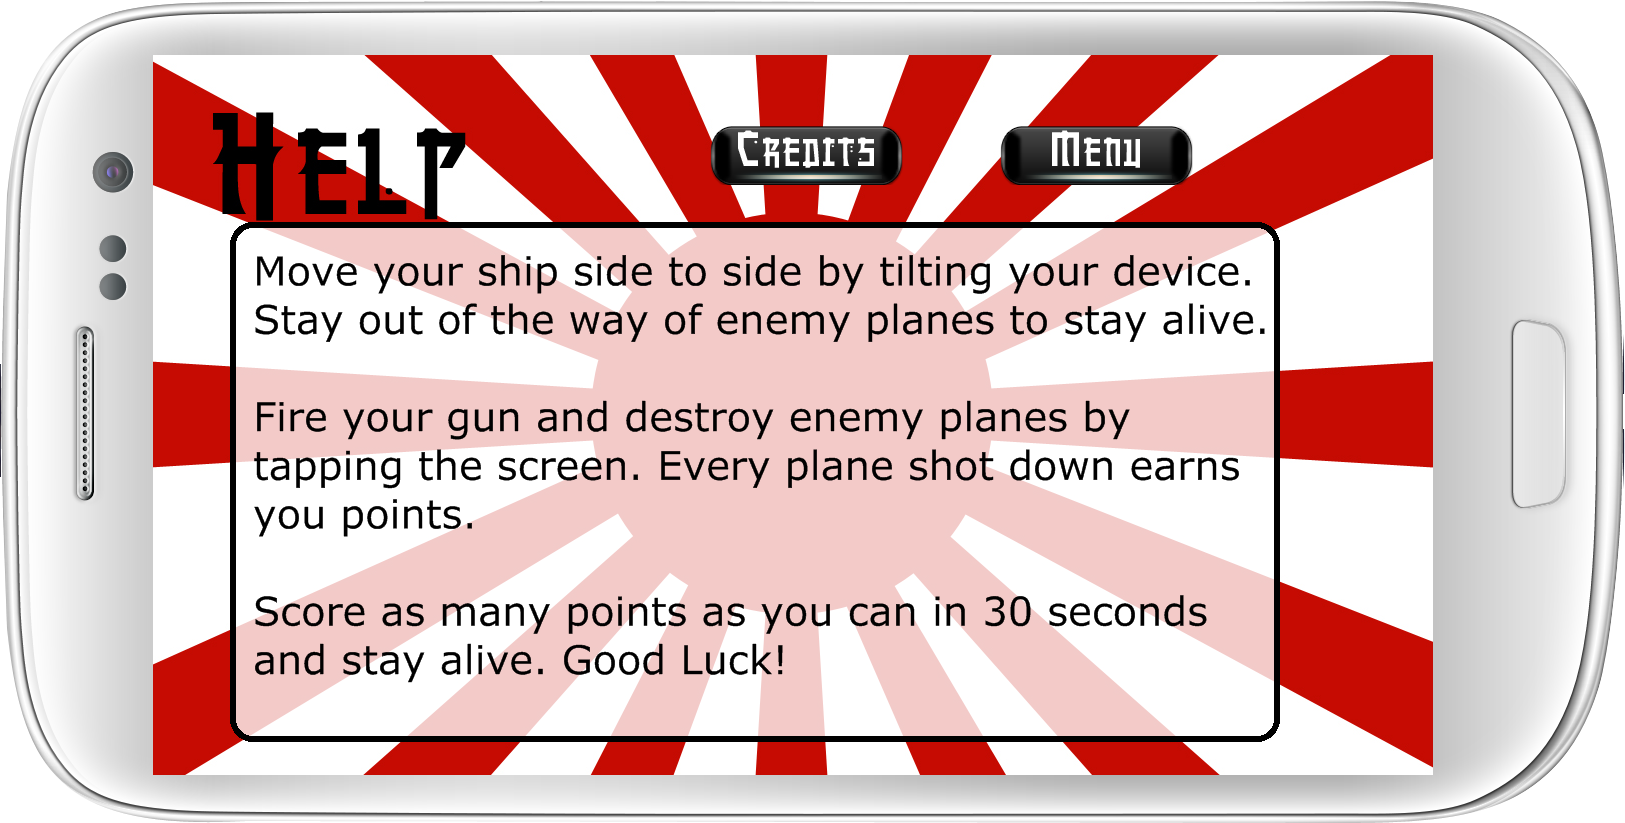 Help
Credits
Menu
Move your ship side to side by tilting your device.
Stay out of the way of enemy planes to stay alive.
Fire your gun and destroy enemy planes by
tapping the screen. Every plane shot down earns
you points.
Score as many points as you can in 30 seconds
and stay alive. Good Luck!